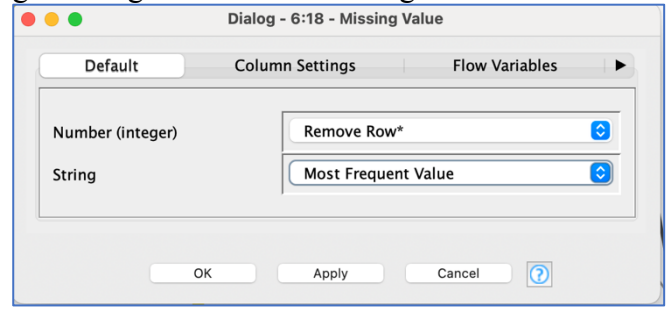 Dialog - 6:18 - Missing Value
Default Column Settings Flow Variables
Number (integer) Remove Row*
String Most Frequent Value
OK Apply Cancel ?